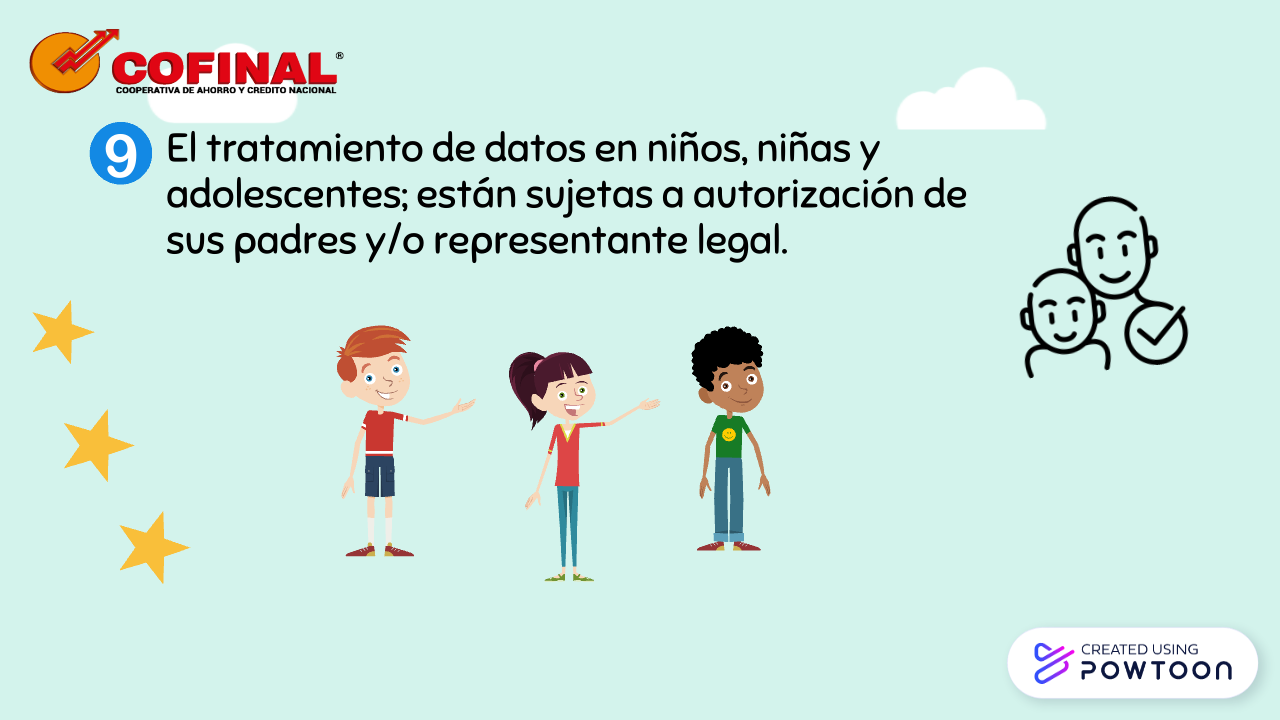 COFINAL®
COOPERATIVA DE AHORRO Y CREDITO NACIONAL
9 El tratamiento de datos en niños, niñas y
adolescentes; están sujetas a autorización de
sus padres y/o representante legal.
CREATED USING
POWTOON